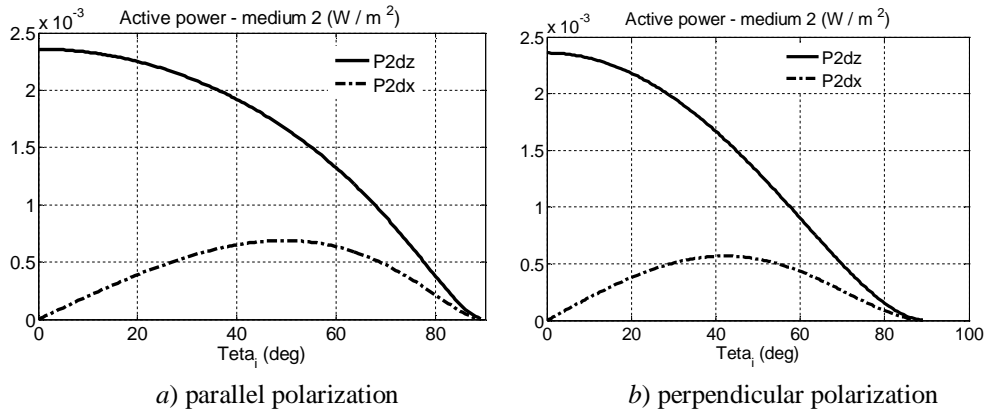 Active power - medium 2 (W / m²)
x 10⁻³
2.5
2
1.5
1
0.5
0
0 20 40 60 80
P2dz
P2dx
Teta_i (deg)
a) parallel polarization
Active power - medium 2 (W / m²)
x 10⁻³
2.5
2
1.5
1
0.5
0
0 20 40 60 80 100
P2dz
P2dx
Teta_i (deg)
b) perpendicular polarization